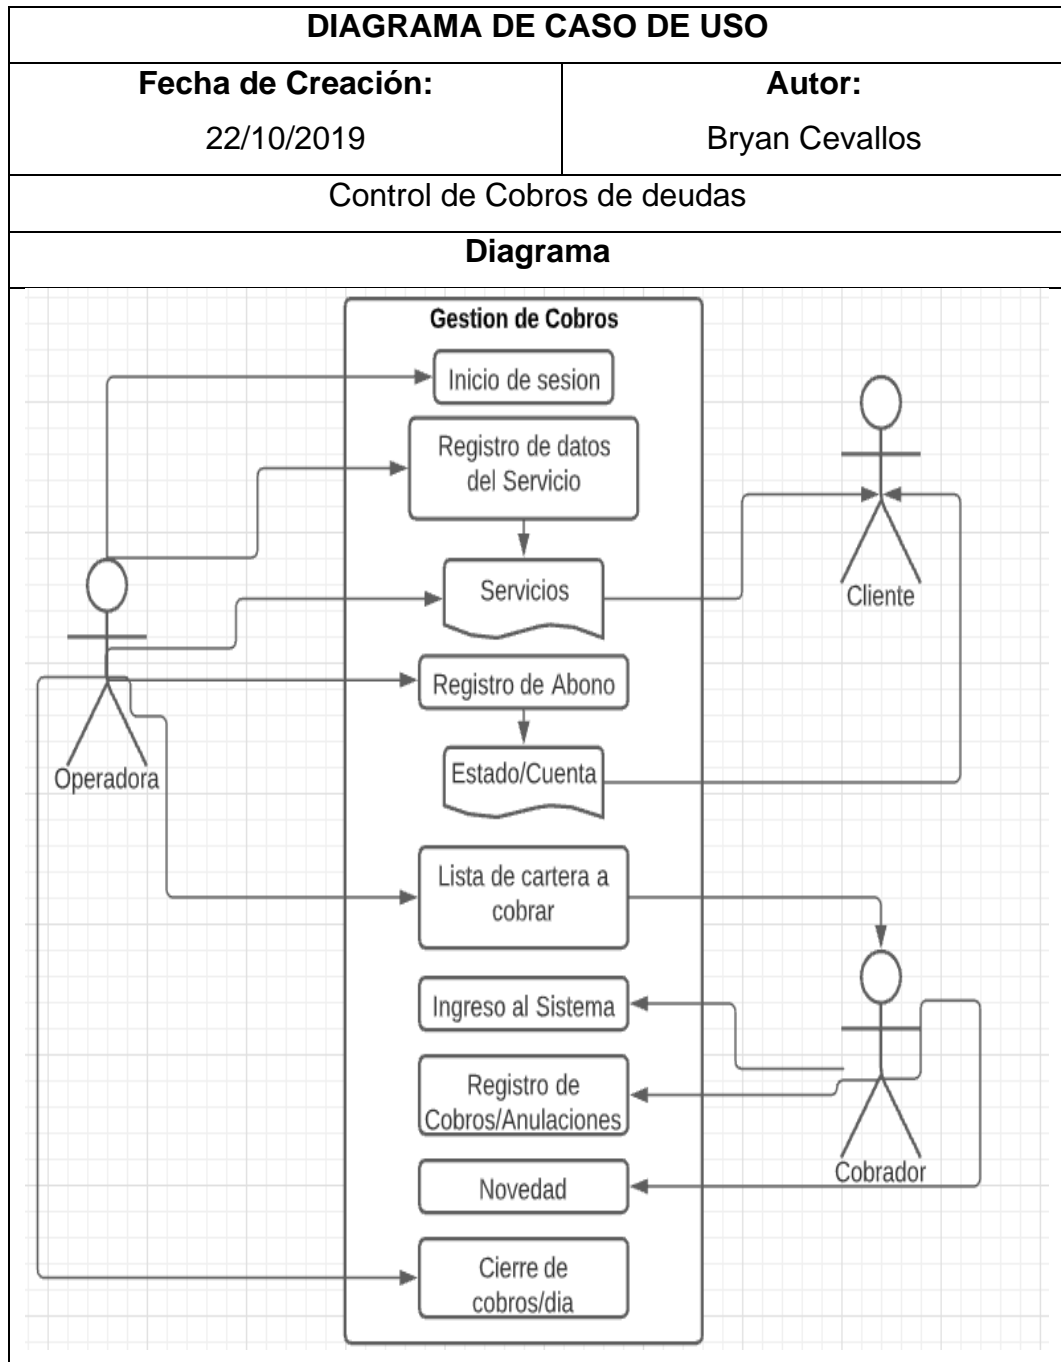 DIAGRAMA DE CASO DE USO
Fecha de Creación:
22/10/2019
Autor:
Bryan Cevallos
Control de Cobros de deudas
Diagrama
Gestion de Cobros
Inicio de sesion
Registro de datos
del Servicio
Servicios
Cliente
Registro de Abono
Operadora
Estado/Cuenta
Lista de cartera a
cobrar
Ingreso al Sistema
Registro de
Cobros/Anulaciones
Cobrador
Novedad
Cierre de
cobros/dia